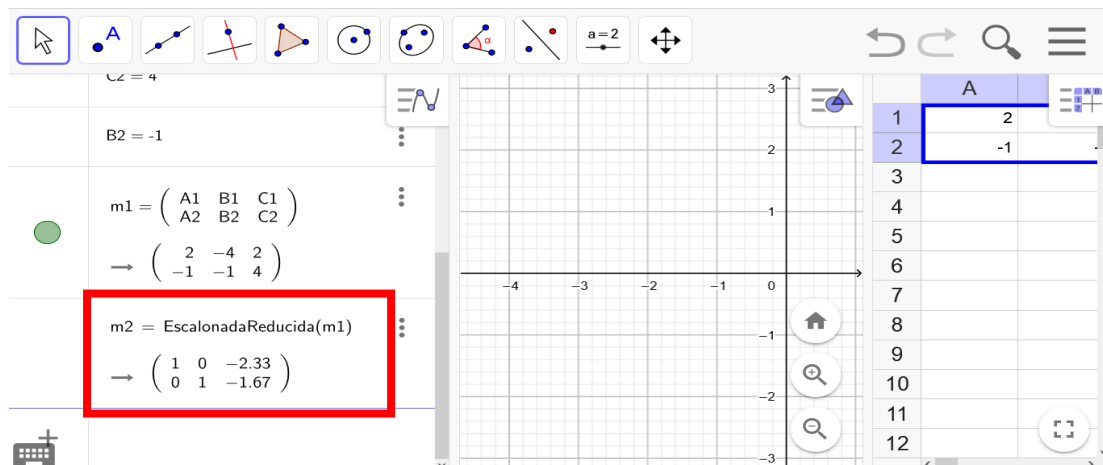 A
α
a = 2
C2 = 4
B2 = -1
m1 = ( A1 B1 C1 )
A2 B2 C2
→ ( 2 −4 2 )
−1 −1 4
m2 = EscalonadaReducida(m1)
→ ( 1 0 −2.33 )
0 1 −1.67
3
2
1
−4 −3 −2 −1 0
−1
−2
−3
A
A B
1
2
1 2
2 -1
3
4
5
6
7
8
9
10
11
12